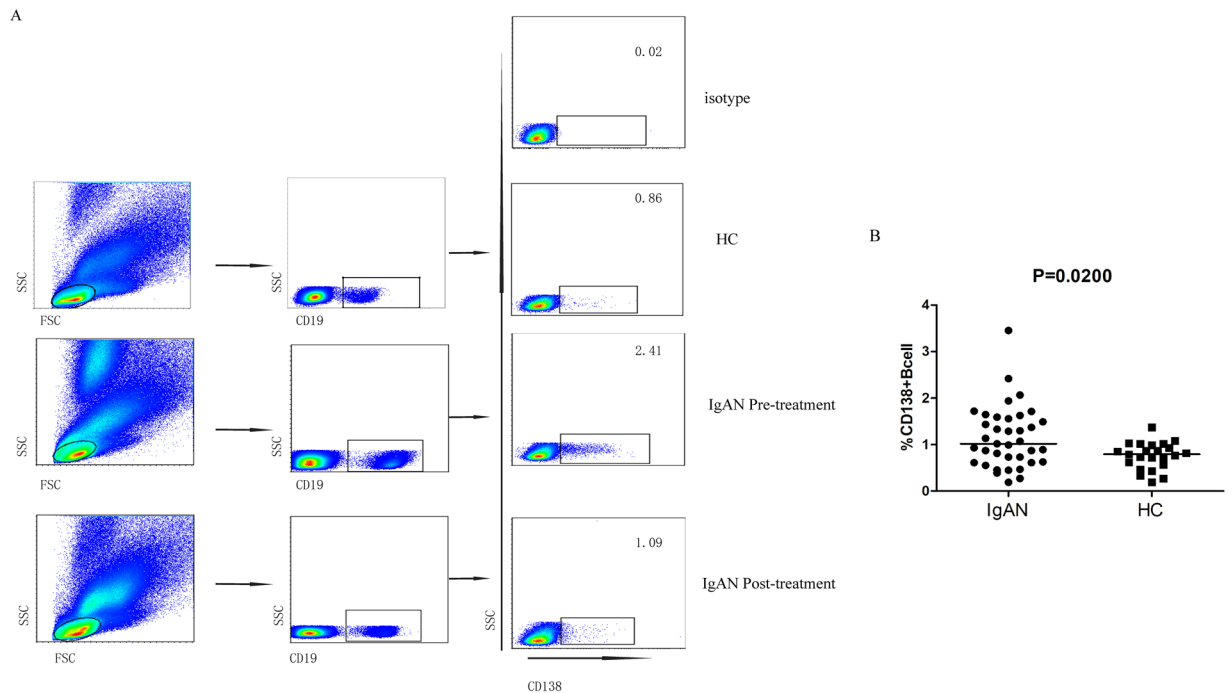 A
0.02
isotype
SSC
FSC
SSC
CD19
0.86
HC
SSC
FSC
SSC
CD19
2.41
IgAN Pre-treatment
SSC
FSC
SSC
CD19
SSC
1.09
IgAN Post-treatment
CD138
B
P=0.0200
%CD138+Bcell
4
3
2
1
0
IgAN
HC